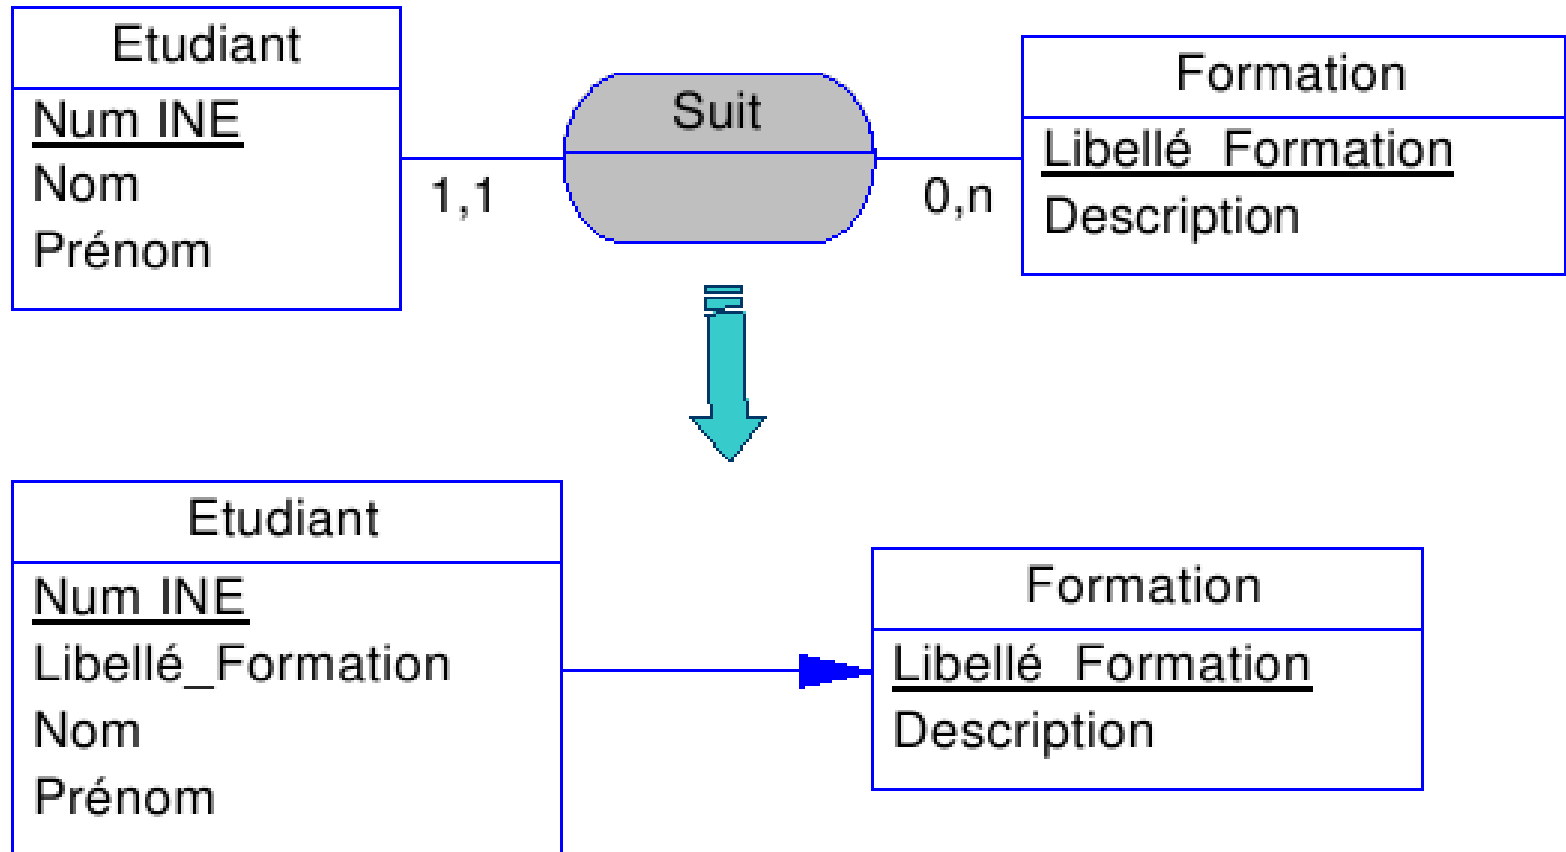 Etudiant
Num INE
Nom
Prénom
1,1
Suit
0,n
Formation
Libellé_Formation
Description
Etudiant
Num INE
Libellé_Formation
Nom
Prénom
Formation
Libellé_Formation
Description